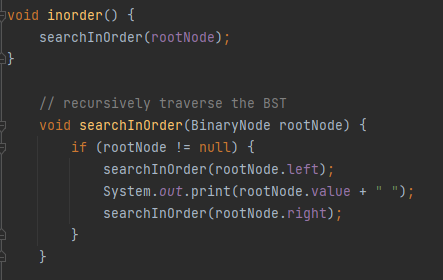 void inorder() {
    searchInOrder(rootNode);
}
    // recursively traverse the BST
    void searchInOrder(BinaryNode rootNode) {
        if (rootNode != null) {
            searchInOrder(rootNode.left);
            System.out.print(rootNode.value + " ");
            searchInOrder(rootNode.right);
        }
    }